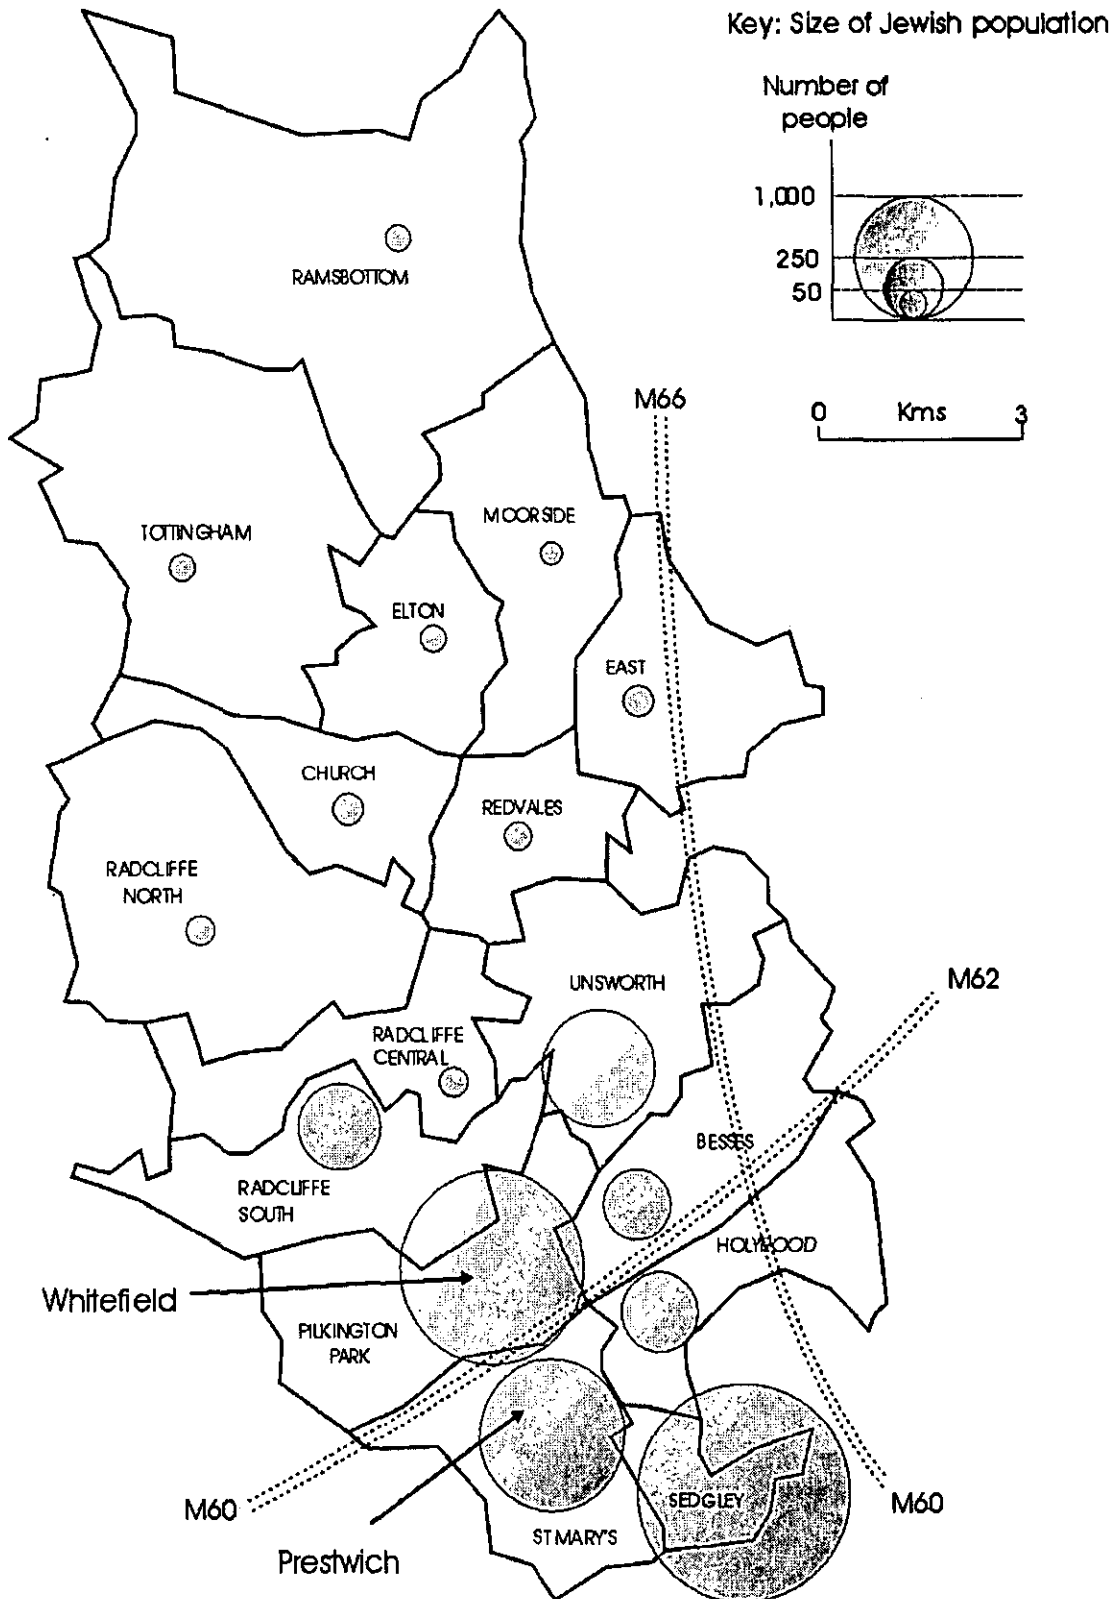 Key: Size of Jewish population
Number of
people
1,000
250
50
0 Kms 3
M66
RAMSBOTTOM
TOTTINGHAM
MOORSIDE
ELTON
EAST
CHURCH
REDVALES
RADCLIFFE
NORTH
UNSWORTH
M62
RADCLIFFE
CENTRAL
BESSES
RADCLIFFE
SOUTH
HOLYHOOD
Whitefield
PILKINGTON
PARK
M60
SEDGLEY
M60
ST MARY'S
Prestwich